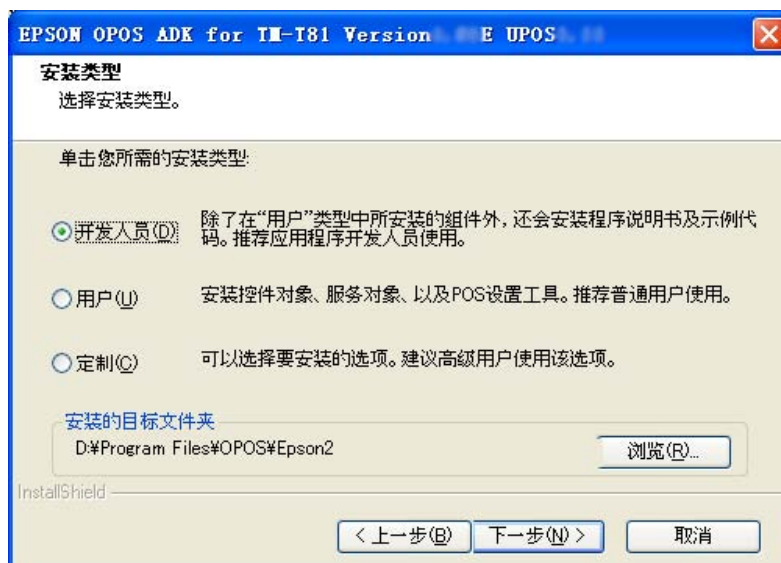 EPSON OPOS ADK for TM-T81 Version E UPOS
安装类型
选择安装类型。
单击您所需的安装类型:
开发人员(D)
除了在“用户”类型中所安装的组件外,还会安装程序说明书及示例代
码。推荐应用程序开发人员使用。
用户(U)
安装控件对象、服务对象、以及POS设置工具。推荐普通用户使用。
定制(C)
可以选择要安装的选项。建议高级用户使用该选项。
安装的目标文件夹
D:¥Program Files¥OPOS¥Epson2
浏览(R)...
InstallShield
< 上一步(B)
下一步(N) >
取消